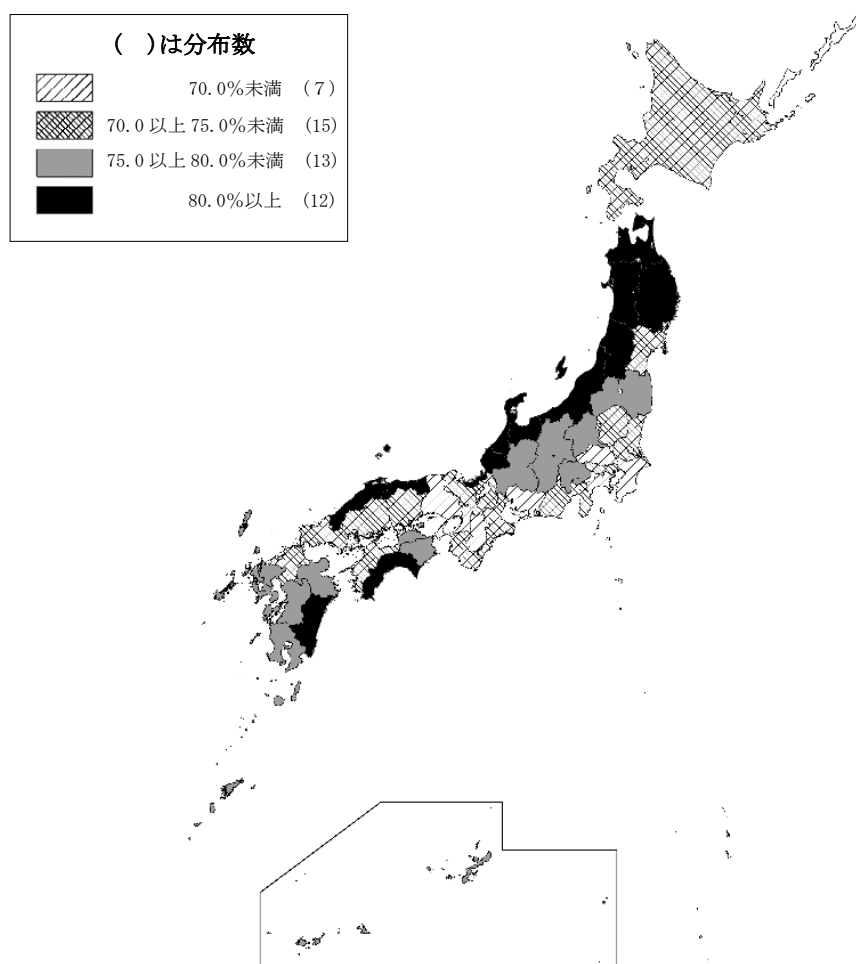 (　)は分布数
70.0%未満　(7)
70.0以上75.0%未満　(15)
75.0以上80.0%未満　(13)
80.0%以上　(12)